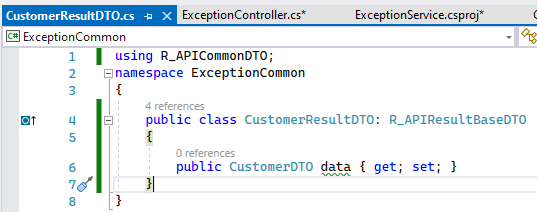 CustomerResultDTO.cs ExceptionController.cs* ExceptionService.csproj*
C# ExceptionCommon
1 using R_APICommonDTO;
2 namespace ExceptionCommon
3 {
4 references
4 public class CustomerResultDTO: R_APIResultBaseDTO
5 {
0 references
6 public CustomerDTO data { get; set; }
7 }
8 }